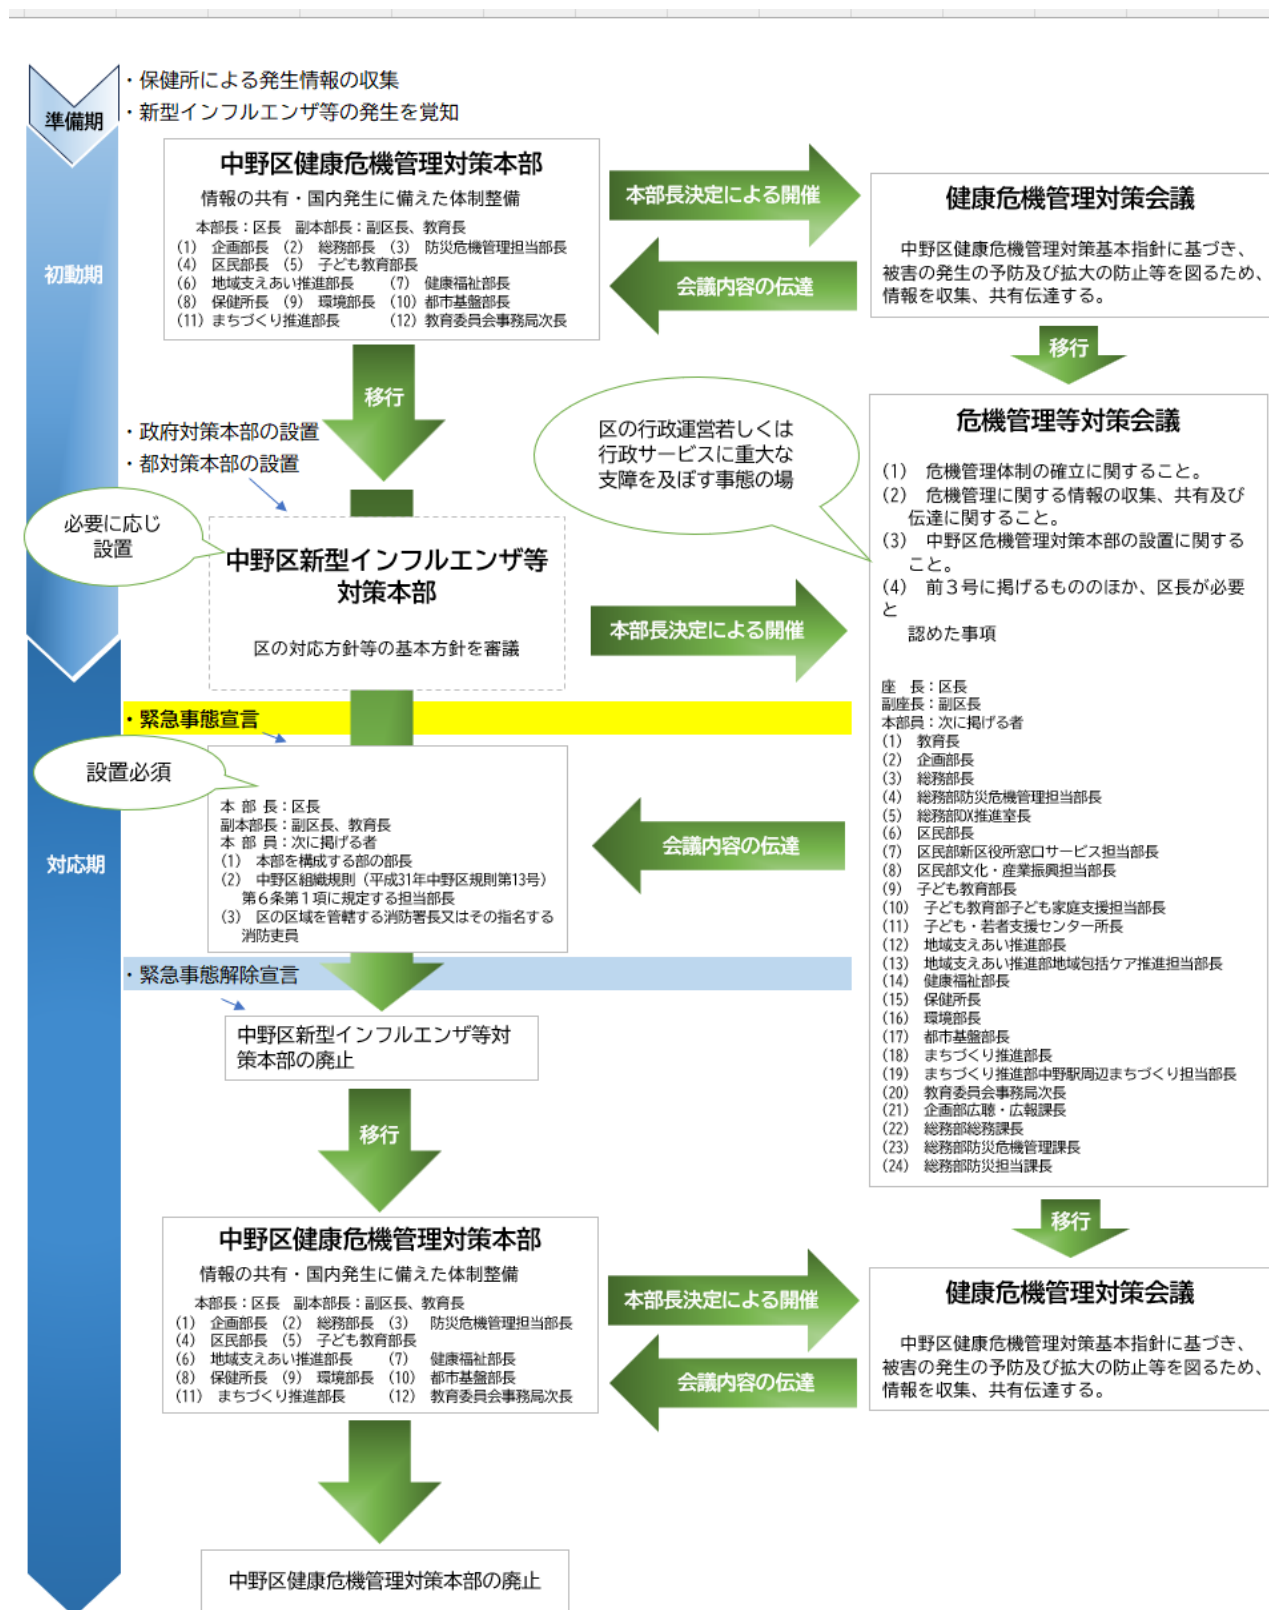 ・保健所による発生情報の収集
・新型インフルエンザ等の発生を覚知
準備期
初動期
対応期
中野区健康危機管理対策本部
情報の共有・国内発生に備えた体制整備
本部長：区長　副本部長：副区長、教育長
(1)　企画部長　(2)　総務部長　(3)　防災危機管理担当部長
(4)　区民部長　(5)　子ども教育部長
(6)　地域支えあい推進部長　(7)　健康福祉部長
(8)　保健所長　(9)　環境部長　(10)　都市基盤部長
(11) まちづくり推進部長　(12) 教育委員会事務局次長
本部長決定による開催
会議内容の伝達
健康危機管理対策会議
中野区健康危機管理対策基本指針に基づき、
被害の発生の予防及び拡大の防止等を図るため、
情報を収集、共有伝達する。
移行
移行
・政府対策本部の設置
・都対策本部の設置
必要に応じ
設置
中野区新型インフルエンザ等
対策本部
区の対応方針等の基本方針を審議
区の行政運営若しくは
行政サービスに重大な
支障を及ぼす事態の場
本部長決定による開催
危機管理等対策会議
(1)　危機管理体制の確立に関すること。
(2)　危機管理に関する情報の収集、共有及び
伝達に関すること。
(3)　中野区危機管理対策本部の設置に関する
こと。
(4)　前３号に掲げるもののほか、区長が必要
と
認めた事項
座　長：区長
副座長：副区長
本部員：次に掲げる者
(1)　教育長
(2)　企画部長
(3)　総務部長
(4)　総務部防災危機管理担当部長
(5)　総務部DX推進室長
(6)　区民部長
(7)　区民部新区役所窓口サービス担当部長
(8)　区民部文化・産業振興担当部長
(9)　子ども教育部長
(10)　子ども教育部子ども家庭支援担当部長
(11)　子ども・若者支援センター所長
(12)　地域支えあい推進部長
(13)　地域支えあい推進部地域包括ケア推進担当部長
(14)　健康福祉部長
(15)　保健所長
(16)　環境部長
(17)　都市基盤部長
(18)　まちづくり推進部長
(19)　まちづくり推進部中野駅周辺まちづくり担当部長
(20)　教育委員会事務局次長
(21)　企画部広聴・広報課長
(22)　総務部総務課長
(23)　総務部防災危機管理課長
(24)　総務部防災担当課長
・緊急事態宣言
設置必須
本 部 長：区長
副本部長：副区長、教育長
本 部 員：次に掲げる者
(1)　本部を構成する部の部長
(2)　中野区組織規則（平成31年中野区規則第13号）
第６条第１項に規定する担当部長
(3)　区の区域を管轄する消防署長又はその指名する
消防吏員
会議内容の伝達
・緊急事態解除宣言
中野区新型インフルエンザ等対
策本部の廃止
移行
移行
中野区健康危機管理対策本部
情報の共有・国内発生に備えた体制整備
本部長：区長　副本部長：副区長、教育長
(1)　企画部長　(2)　総務部長　(3)　防災危機管理担当部長
(4)　区民部長　(5)　子ども教育部長
(6)　地域支えあい推進部長　(7)　健康福祉部長
(8)　保健所長　(9)　環境部長　(10)　都市基盤部長
(11)　まちづくり推進部長　(12)　教育委員会事務局次長
本部長決定による開催
会議内容の伝達
健康危機管理対策会議
中野区健康危機管理対策基本指針に基づき、
被害の発生の予防及び拡大の防止等を図るため、
情報を収集、共有伝達する。
中野区健康危機管理対策本部の廃止